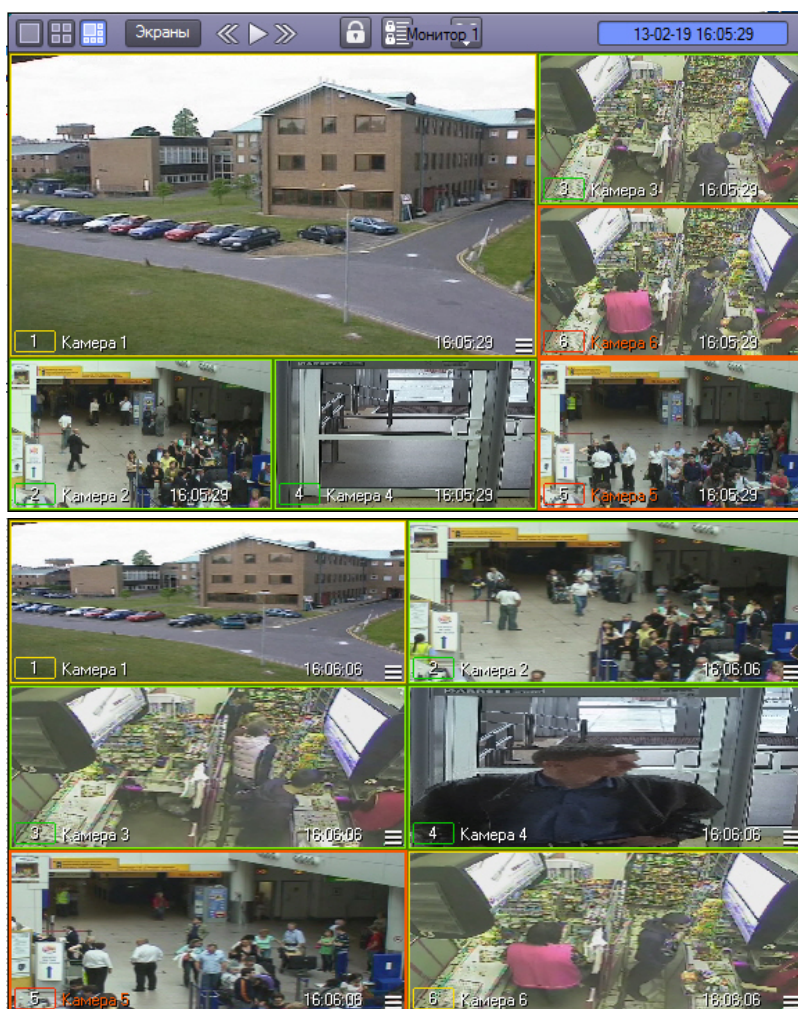 Экраны
Монитор 1
13-02-19 16:05:29
3 Камера 3 16:05:29
1 Камера 1 16:05:29
6 Камера 6 16:05:29
2 Камера 2 16:05:29
4 Камера 4 16:05:29
5 Камера 5 16:05:29
1 Камера 1 16:06:06
2 Камера 2 16:06:06
3 Камера 3 16:06:06
4 Камера 4 16:06:06
5 Камера 5 16:06:06
6 Камера 6 16:06:06